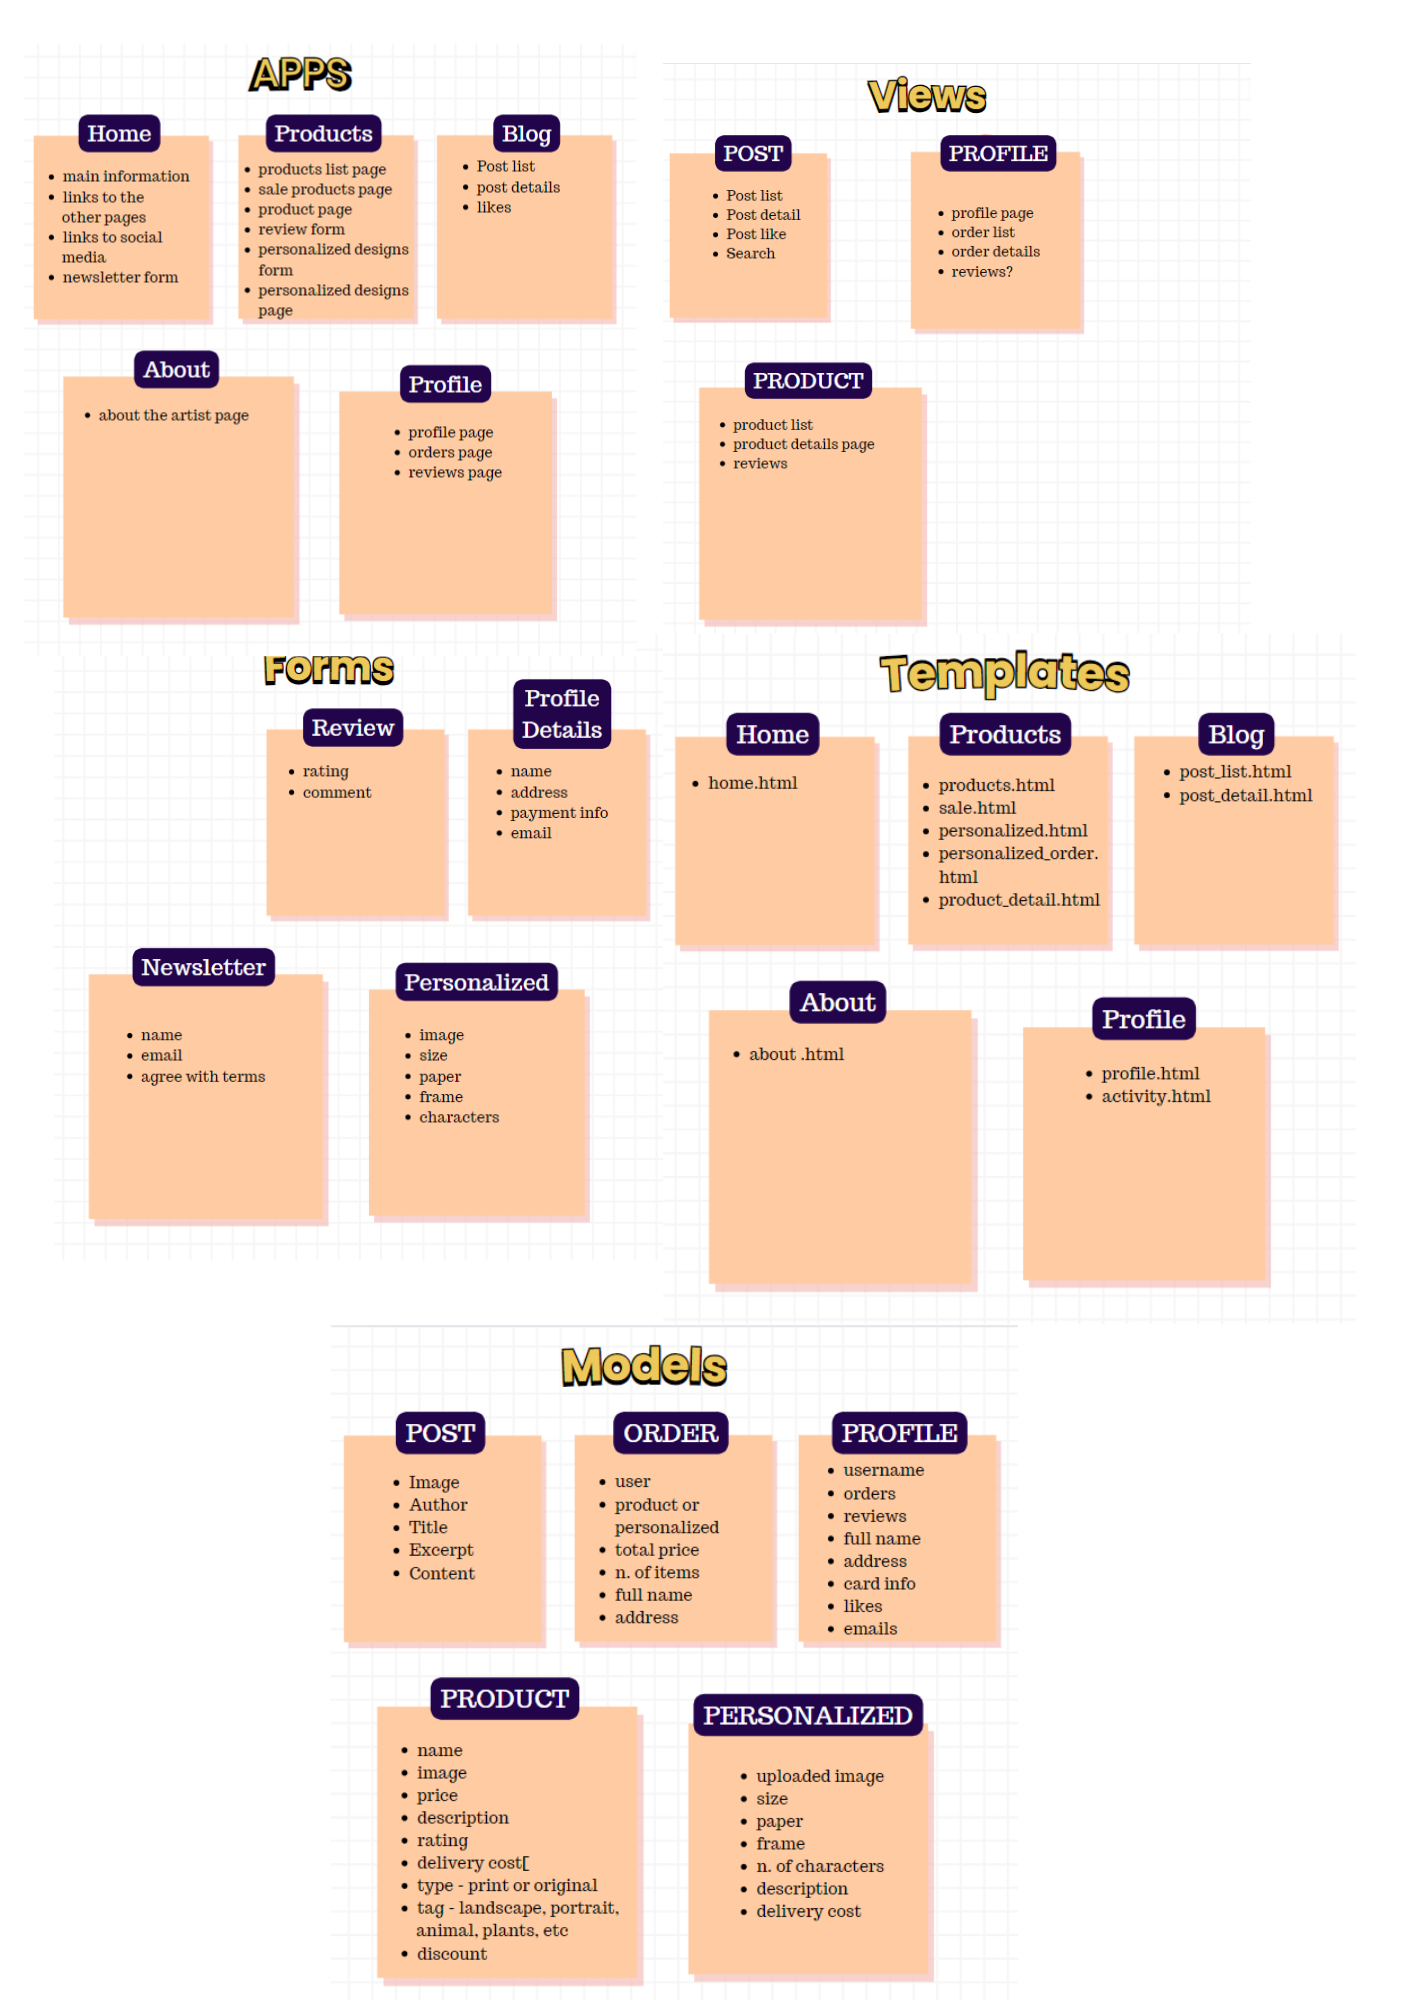 APPS
Home
main information
links to the
other pages
links to social
media
newsletter form
Products
products list page
sale products page
product page
review form
personalized designs
form
personalized designs
page
Blog
Post list
post details
likes
About
about the artist page
Profile
profile page
orders page
reviews page
Views
POST
Post list
Post detail
Post like
Search
PROFILE
profile page
order list
order details
reviews?
PRODUCT
product list
product details page
reviews
Forms
Review
rating
comment
Profile
Details
name
address
payment info
email
Newsletter
name
email
agree with terms
Personalized
image
size
paper
frame
characters
Templates
Home
home.html
Products
products.html
sale.html
personalized.html
personalized_order.
html
product_detail.html
Blog
post_list.html
post_detail.html
About
about .html
Profile
profile.html
activity.html
Models
POST
Image
Author
Title
Excerpt
Content
ORDER
user
product or
personalized
total price
n. of items
full name
address
PROFILE
username
orders
reviews
full name
address
card info
likes
emails
PRODUCT
name
image
price
description
rating
delivery cost[
type - print or original
tag - landscape, portrait,
animal, plants, etc
discount
PERSONALIZED
uploaded image
size
paper
frame
n. of characters
description
delivery cost